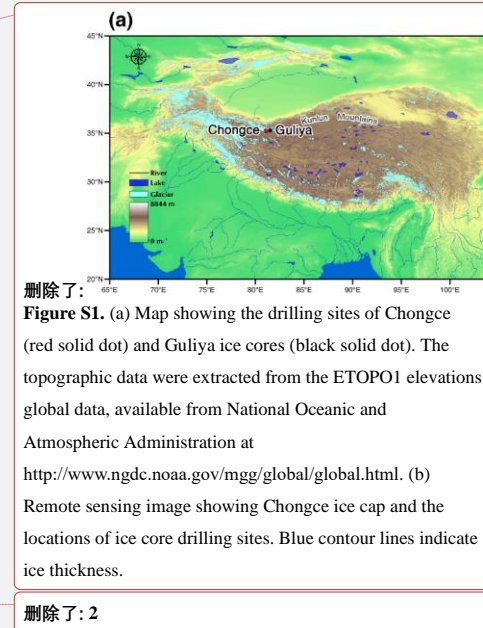 (a)
45°N
40°N
35°N
30°N
25°N
20°N
Chongce
Guliya
Kunlun Mountains
River
Lake
Glacier
8844 m
0 m
65°E 70°E 75°E 80°E 85°E 90°E 95°E 100°E
删除了:
Figure S1. (a) Map showing the drilling sites of Chongce
(red solid dot) and Guliya ice cores (black solid dot). The
topographic data were extracted from the ETOPO1 elevations
global data, available from National Oceanic and
Atmospheric Administration at
http://www.ngdc.noaa.gov/mgg/global/global.html. (b)
Remote sensing image showing Chongce ice cap and the
locations of ice core drilling sites. Blue contour lines indicate
ice thickness.
删除了: 2